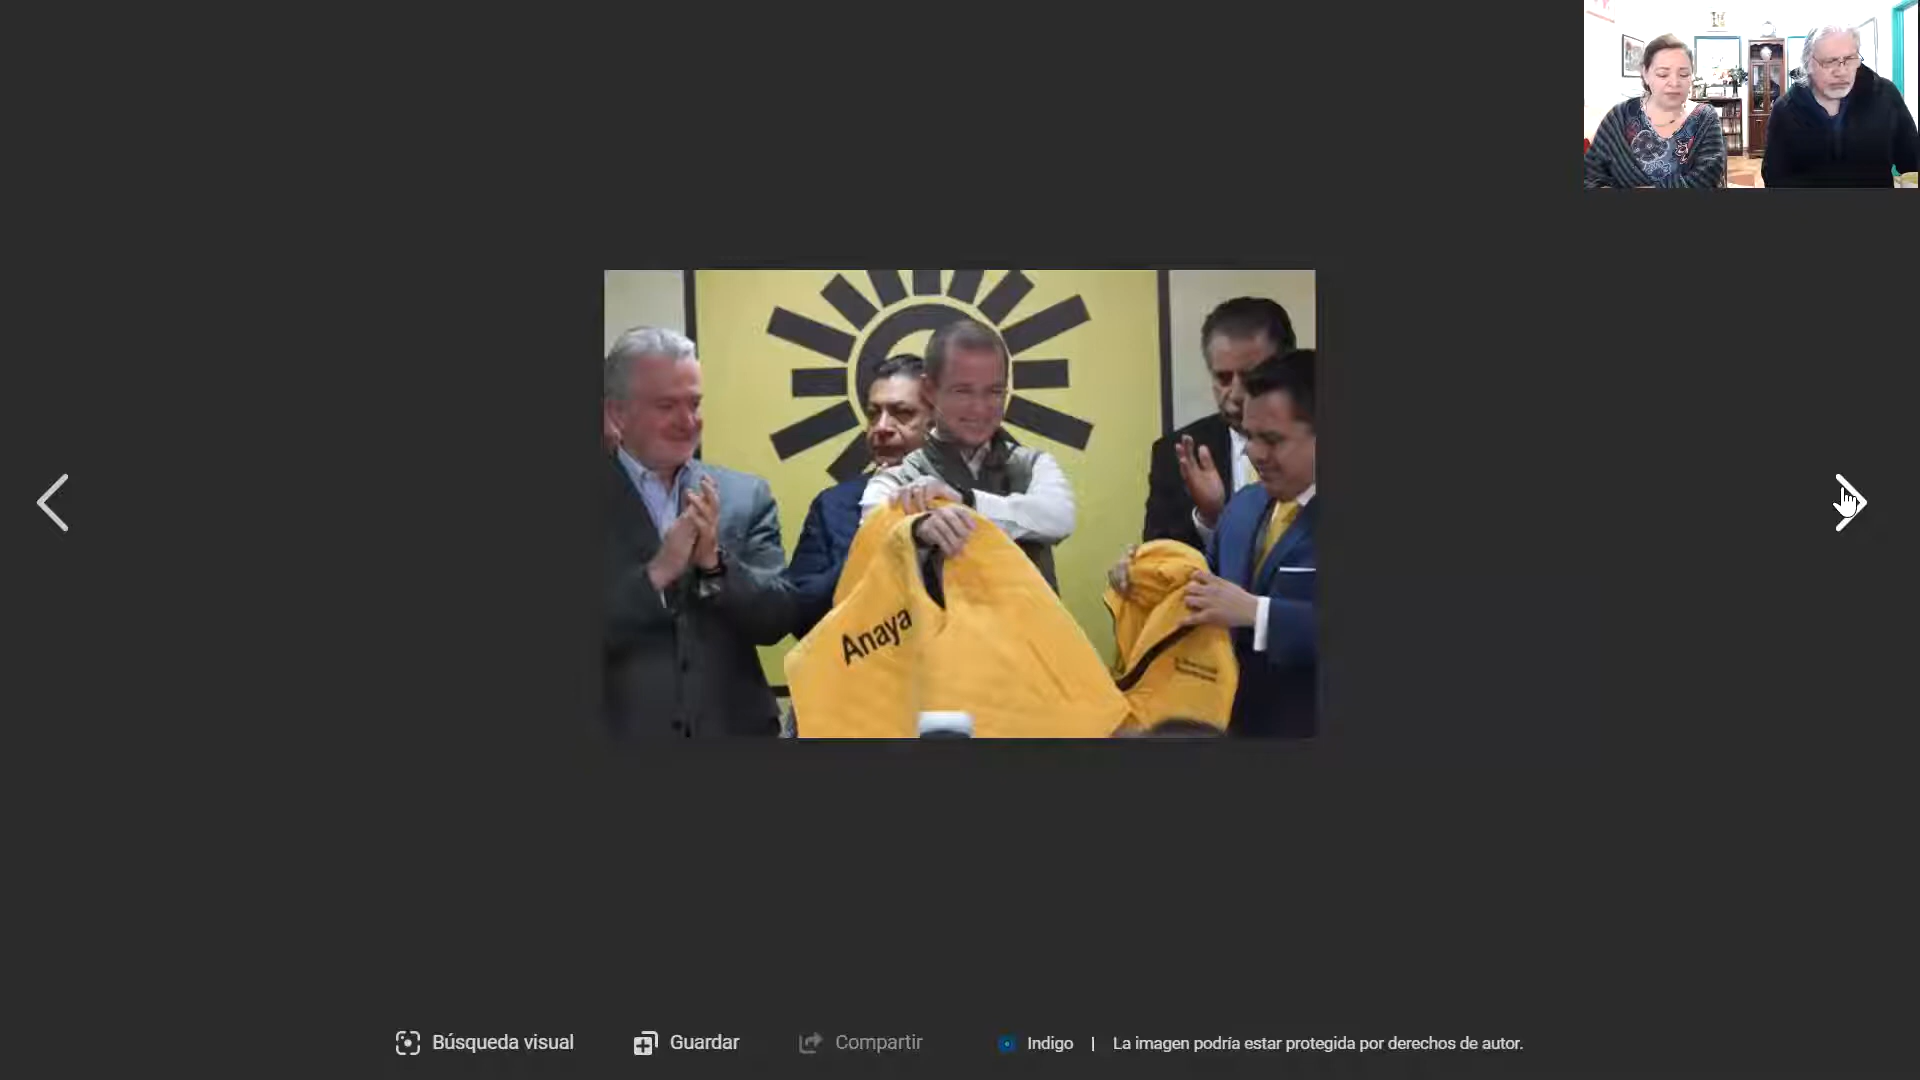 Anaya
Búsqueda visual
Guardar
Compartir
Indigo | La imagen podría estar protegida por derechos de autor.